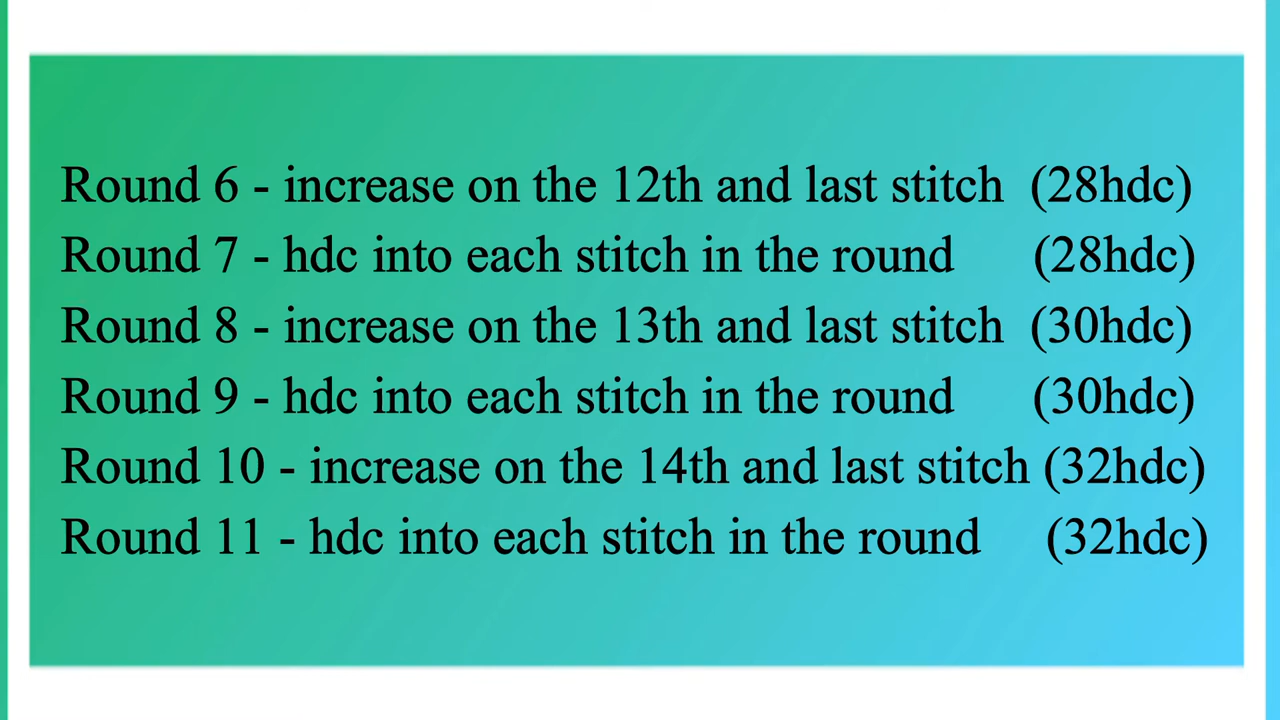 Round 6 - increase on the 12th and last stitch (28hdc)
Round 7 - hdc into each stitch in the round (28hdc)
Round 8 - increase on the 13th and last stitch (30hdc)
Round 9 - hdc into each stitch in the round (30hdc)
Round 10 - increase on the 14th and last stitch (32hdc)
Round 11 - hdc into each stitch in the round (32hdc)